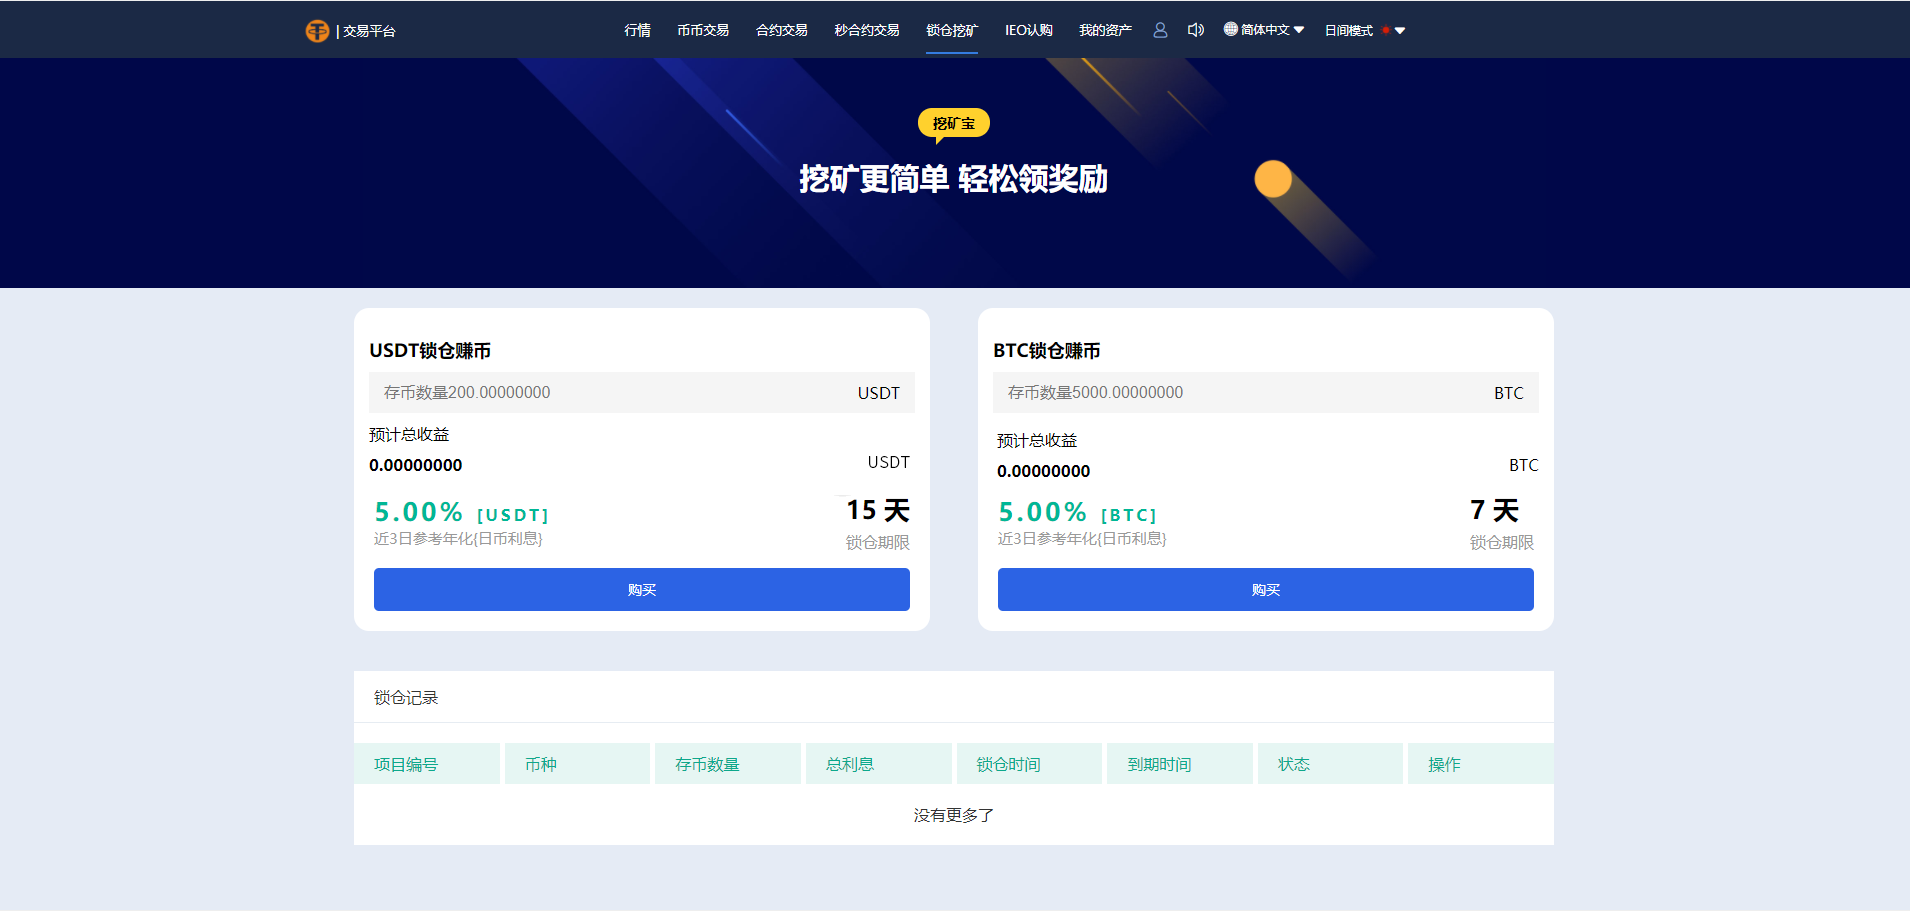 | 交易平台
行情 币币交易 合约交易 秒合约交易 锁仓挖矿 IEO认购 我的资产 简体中文 日间模式
挖矿宝
挖矿更简单 轻松领奖励
USDT锁仓赚币
存币数量200.00000000 USDT
预计总收益
0.00000000 USDT
5.00% [USDT] 15 天
近3日参考年化{日币利息} 锁仓期限
购买
BTC锁仓赚币
存币数量5000.00000000 BTC
预计总收益
0.00000000 BTC
5.00% [BTC] 7 天
近3日参考年化{日币利息} 锁仓期限
购买
锁仓记录
项目编号 币种 存币数量 总利息 锁仓时间 到期时间 状态 操作
没有更多了